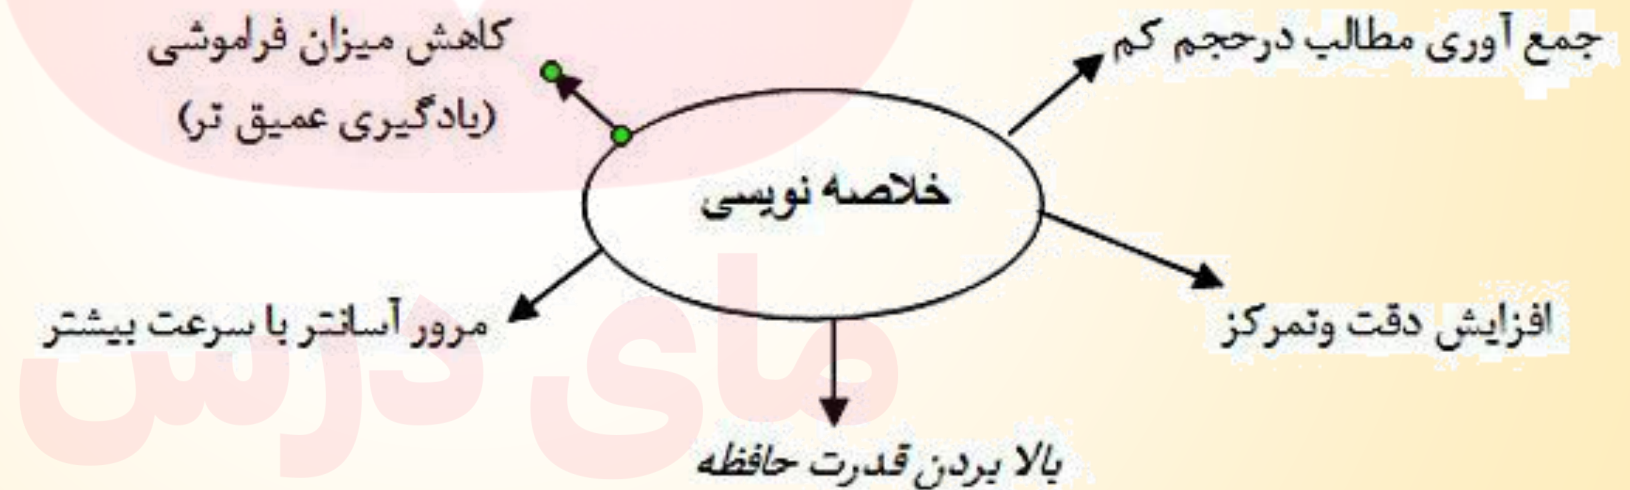 جمع آوری مطالب درحجم کم
کاهش میزان فراموشی
(یادگیری عمیق تر)
خلاصه نویسی
افزایش دقت وتمرکز
مرور آسانتر با سرعت بیشتر
بالا بردن قدرت حافظه
مای درس